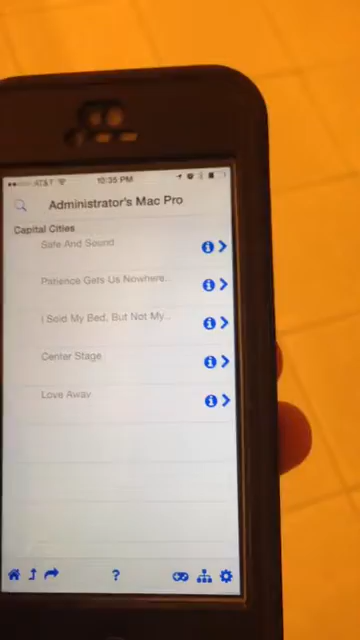 AT&T
10:35 PM
Administrator's Mac Pro
Capital Cities
Safe And Sound
Patience Gets Us Nowhere...
I Sold My Bed, But Not My...
Center Stage
Love Away
?